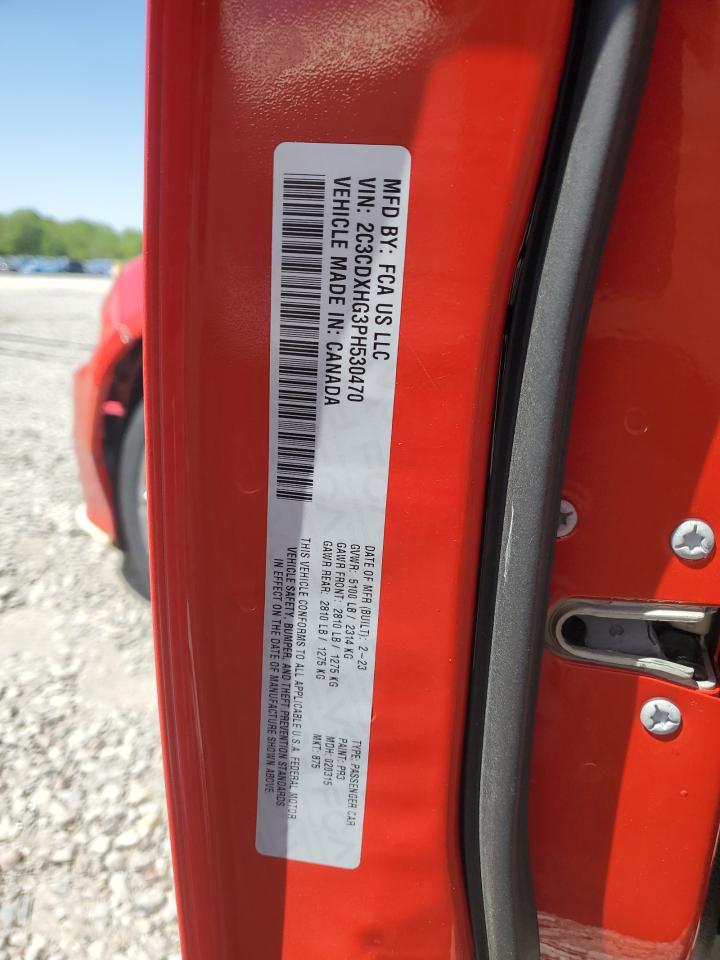 MFD BY: FCA US LLC
VIN: 2C3CDXHG3PH530470
VEHICLE MADE IN: CANADA
DATE OF MFR (BUILT): 2-23
GVWR: 5100 LB / 2314 KG
GAWR FRONT: 2810 LB / 1275 KG
GAWR REAR: 2810 LB / 1275 KG
THIS VEHICLE CONFORMS TO ALL APPLICABLE U.S.A. FEDERAL MOTOR
VEHICLE SAFETY, BUMPER, AND THEFT PREVENTION STANDARDS
IN EFFECT ON THE DATE OF MANUFACTURE SHOWN ABOVE.
TYPE: PASSENGER CAR
PAINT: PR3
MDH: 020315
MKT: 875